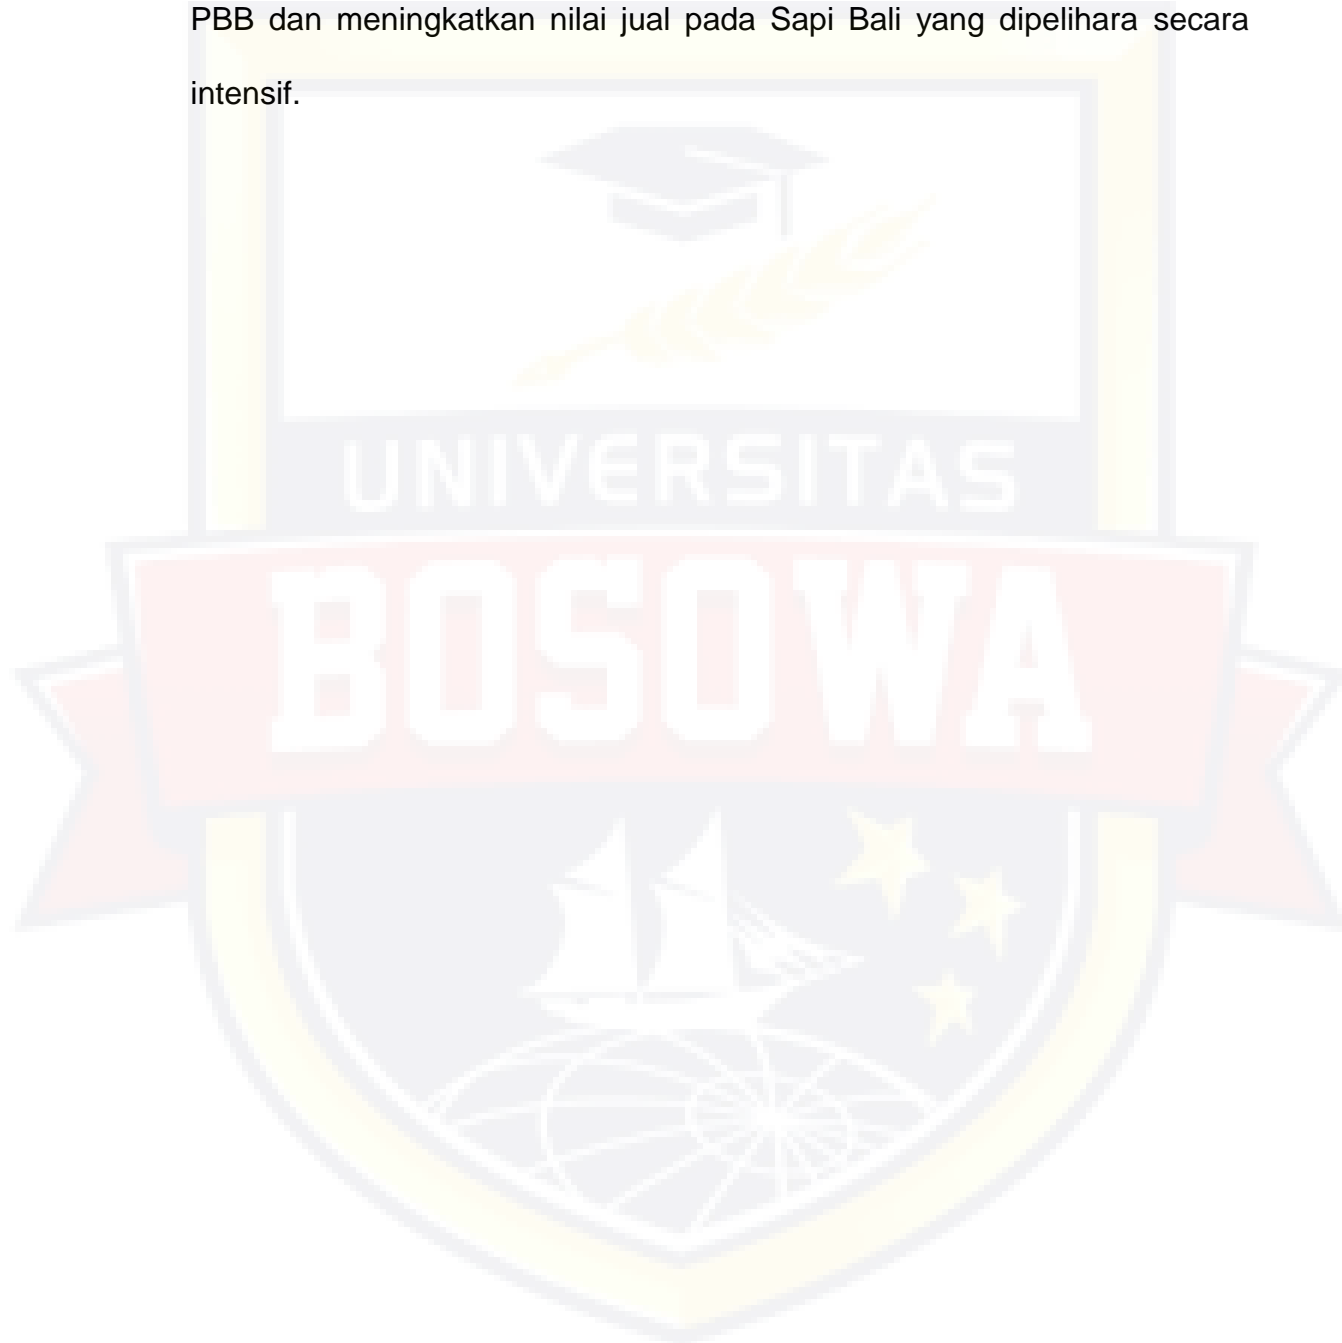 PBB dan meningkatkan nilai jual pada Sapi Bali yang dipelihara secara
intensif.
UNIVERSITAS
BOSOWA